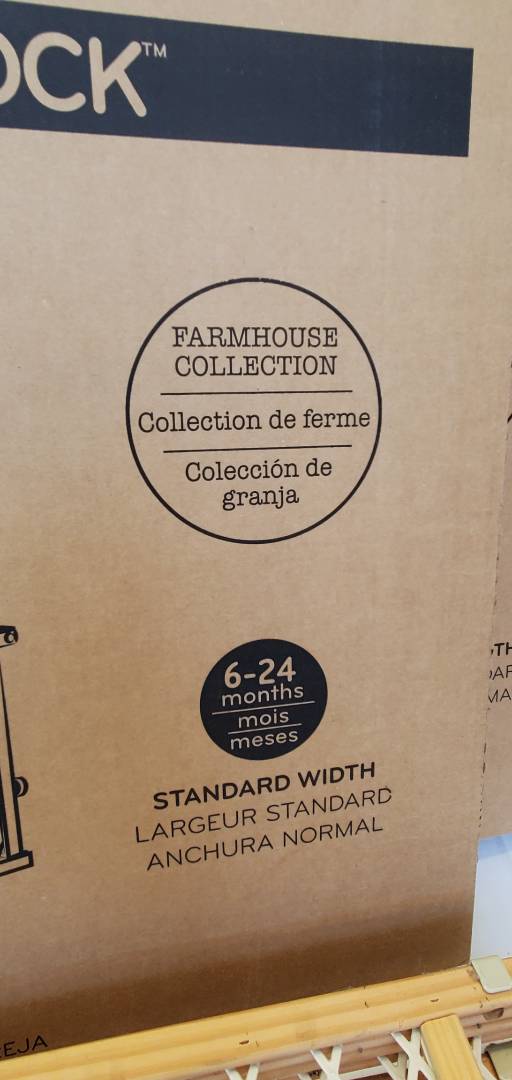 OCK™
FARMHOUSE
COLLECTION
Collection de ferme
Colección de
granja
6-24
months
mois
meses
STANDARD WIDTH
LARGEUR STANDARD
ANCHURA NORMAL